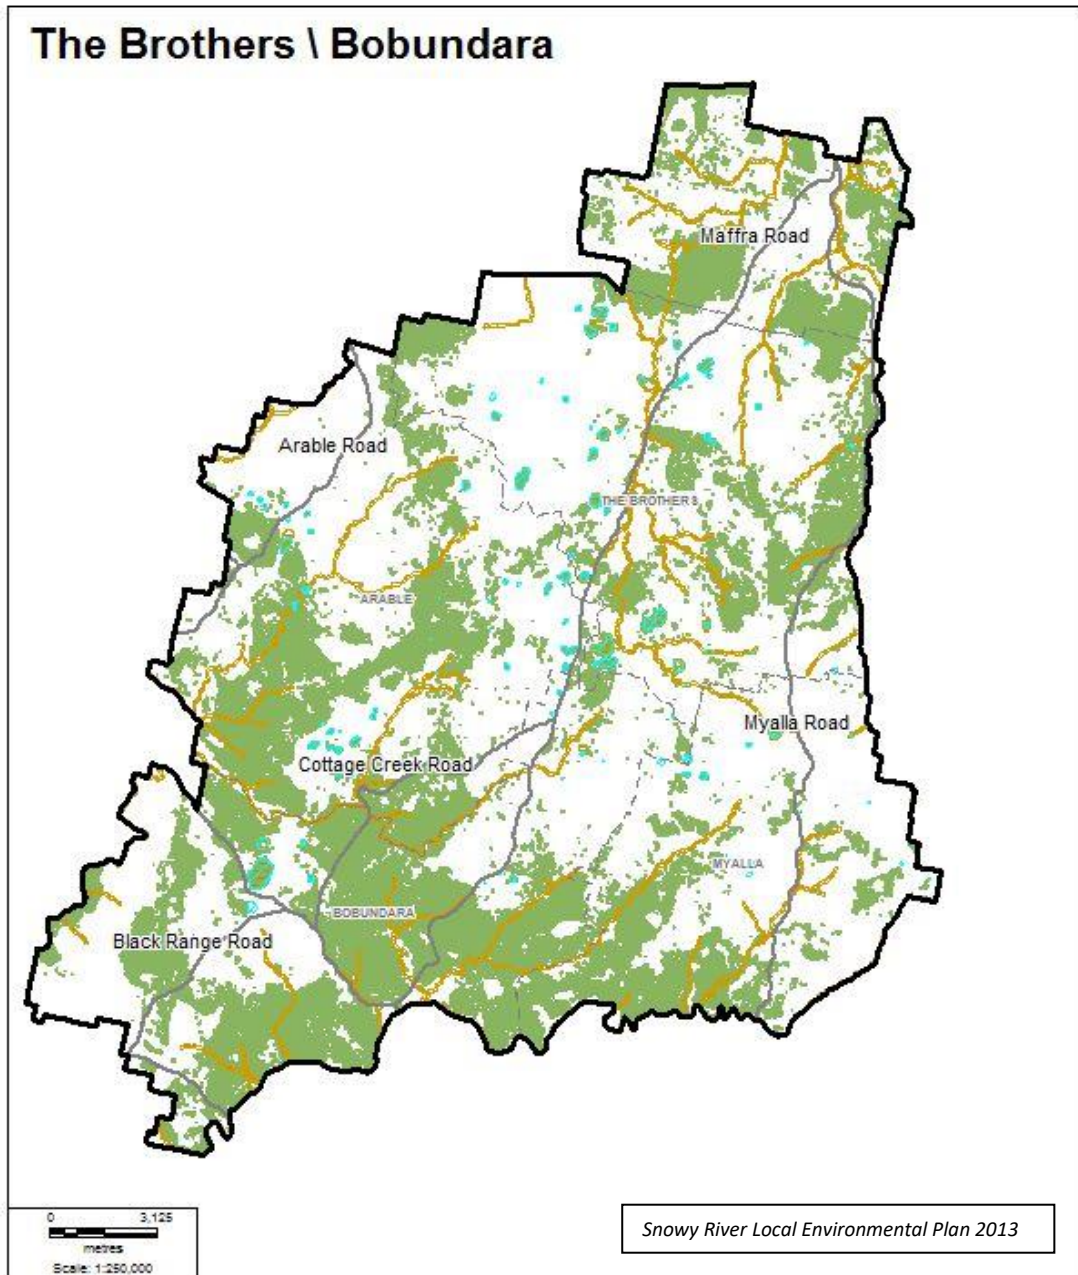 The Brothers \ Bobundara
Maffra Road
Arable Road
THE BROTHERS
ARABLE
Myalla Road
Cottage Creek Road
MYALLA
BOBUNDARA
Black Range Road
0 3,125
metres
Scale: 1:250,000
Snowy River Local Environmental Plan 2013